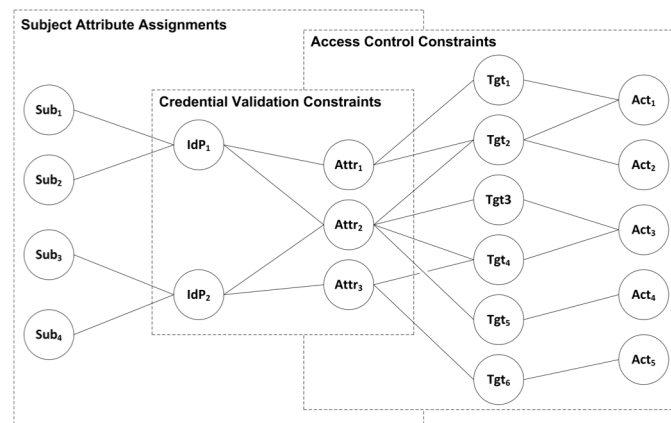 Subject Attribute Assignments
Access Control Constraints
Credential Validation Constraints
Sub₁
Sub₂
Sub₃
Sub₄
IdP₁
IdP₂
Attr₁
Attr₂
Attr₃
Tgt₁
Tgt₂
Tgt3
Tgt₄
Tgt₅
Tgt₆
Act₁
Act₂
Act₃
Act₄
Act₅